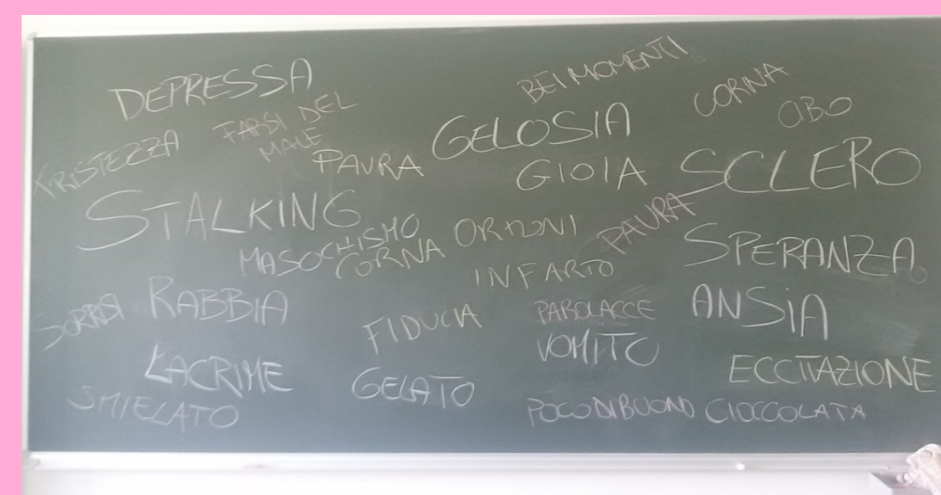 DEPRESSA
BEI MOMENTI
CORNA
CIBO
TRISTEZZA
FARSI DEL
MALE
PAURA
GELOSIA
GIOIA
SCLERO
STALKING
MASOCHISMO
CORNA
ORMONI
PAURA
SPERANZA
INFARTO
SORRISI
RABBIA
FIDUCIA
PAROLACCE
ANSIA
VOMITO
LACRIME
GELATO
ECCITAZIONE
SMIELATO
POCO DI BUONO
CIOCCOLATA